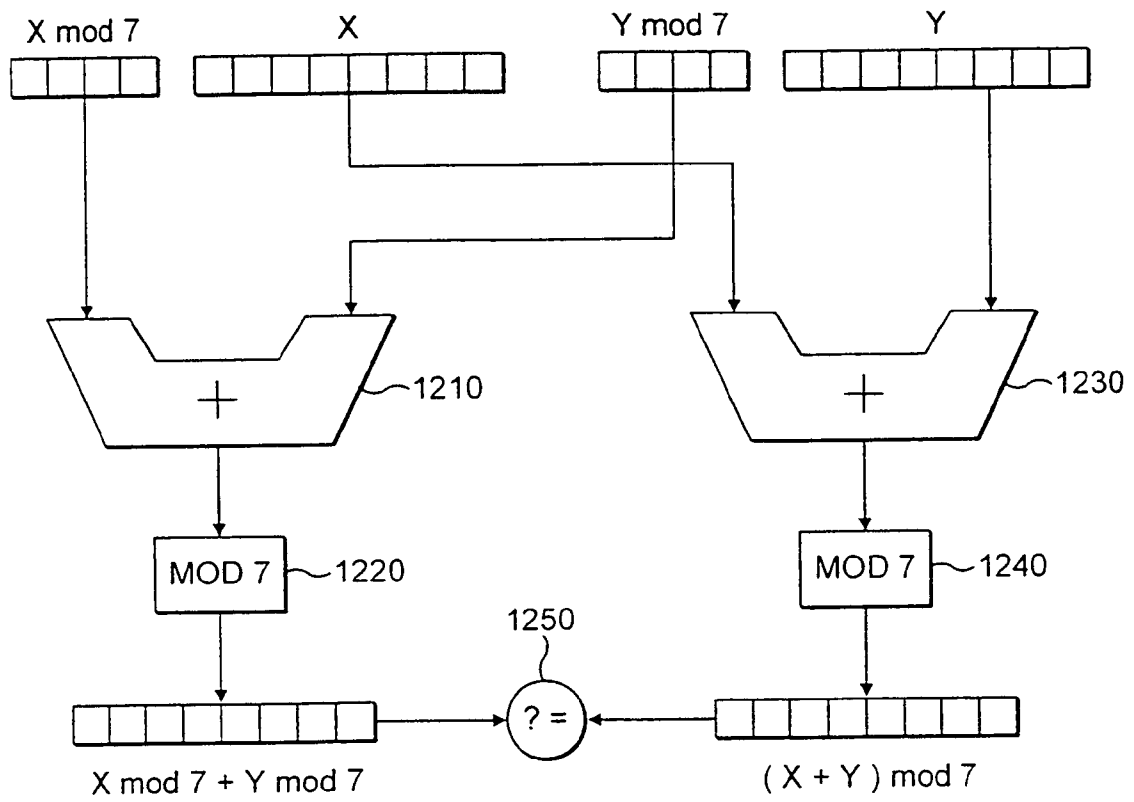 X mod 7
X
Y mod 7
Y
+
1210
+
1230
MOD 7
1220
MOD 7
1240
1250
? =
X mod 7 + Y mod 7
( X + Y ) mod 7